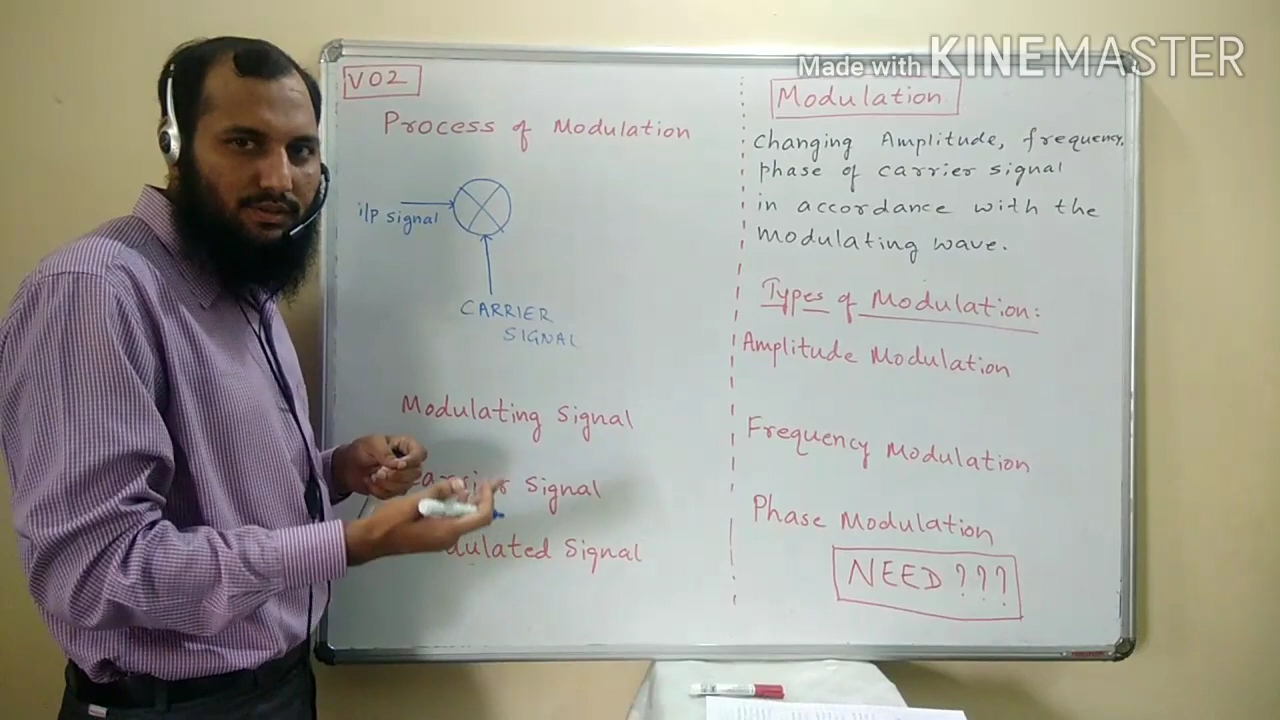 Made with KINEMASTER
V02
Process of Modulation
i/p signal
CARRIER
SIGNAL
Modulating Signal
Signal
Signal
Modulation
Changing Amplitude, frequency,
phase of carrier signal
in accordance with the
modulating wave.
Types of Modulation:
Amplitude Modulation
Frequency Modulation
Phase Modulation
NEED ???